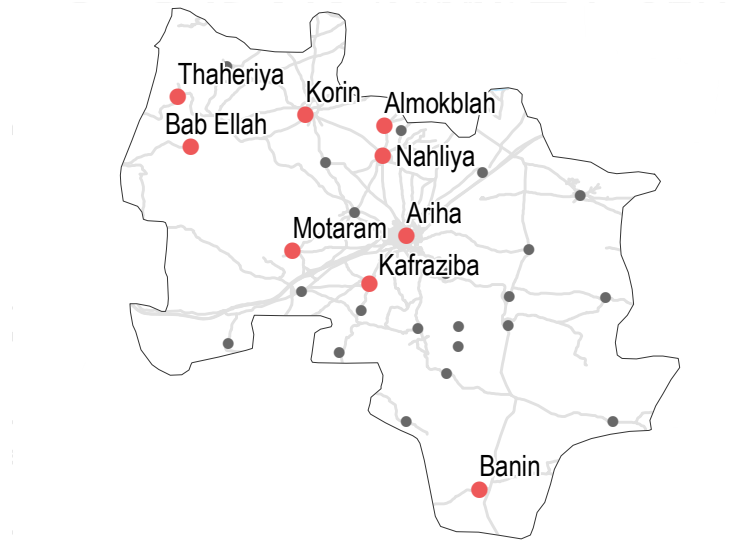 Thaheriya
Korin
Almokblah
Bab Ellah
Nahliya
Ariha
Motaram
Kafraziba
Banin